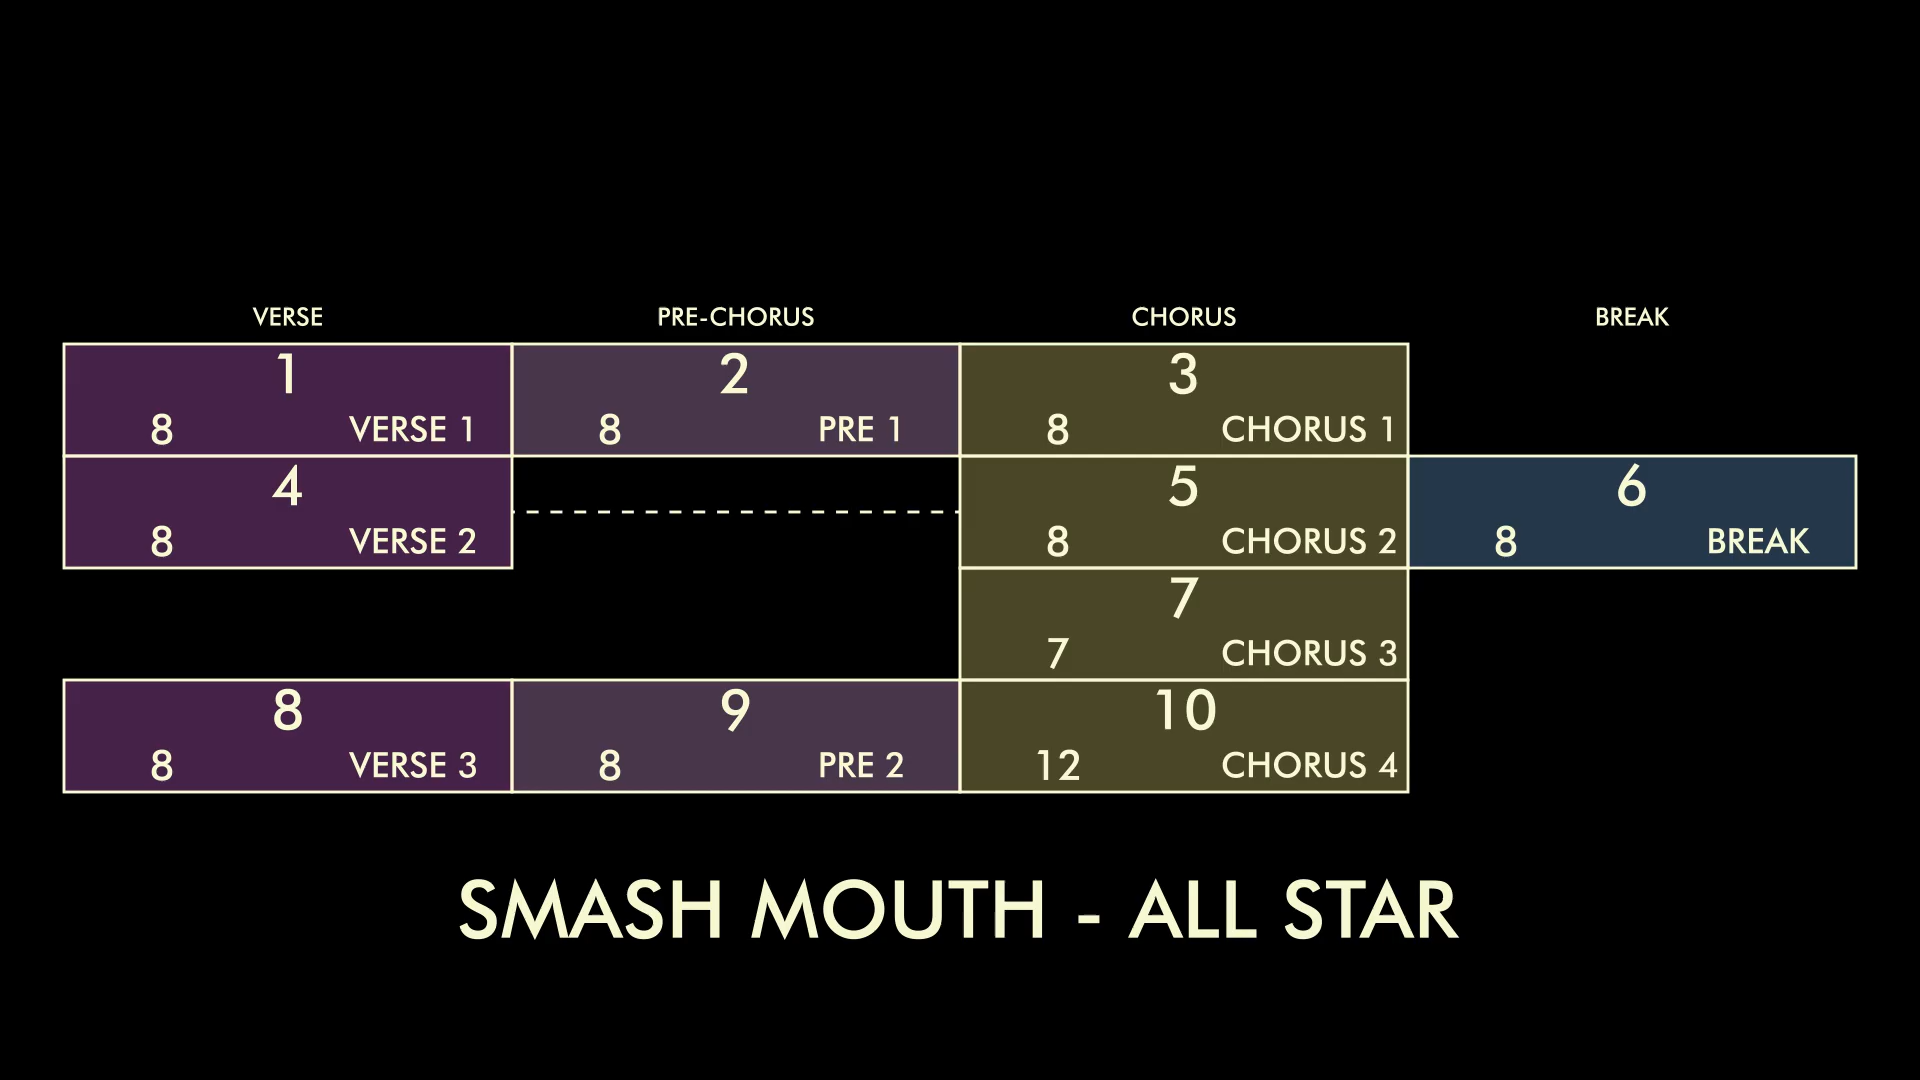 VERSE PRE-CHORUS CHORUS BREAK
1 2 3
8 VERSE 1 8 PRE 1 8 CHORUS 1
4 5 6
8 VERSE 2 8 CHORUS 2 8 BREAK
7
7 CHORUS 3
8 9 10
8 VERSE 3 8 PRE 2 12 CHORUS 4
SMASH MOUTH - ALL STAR